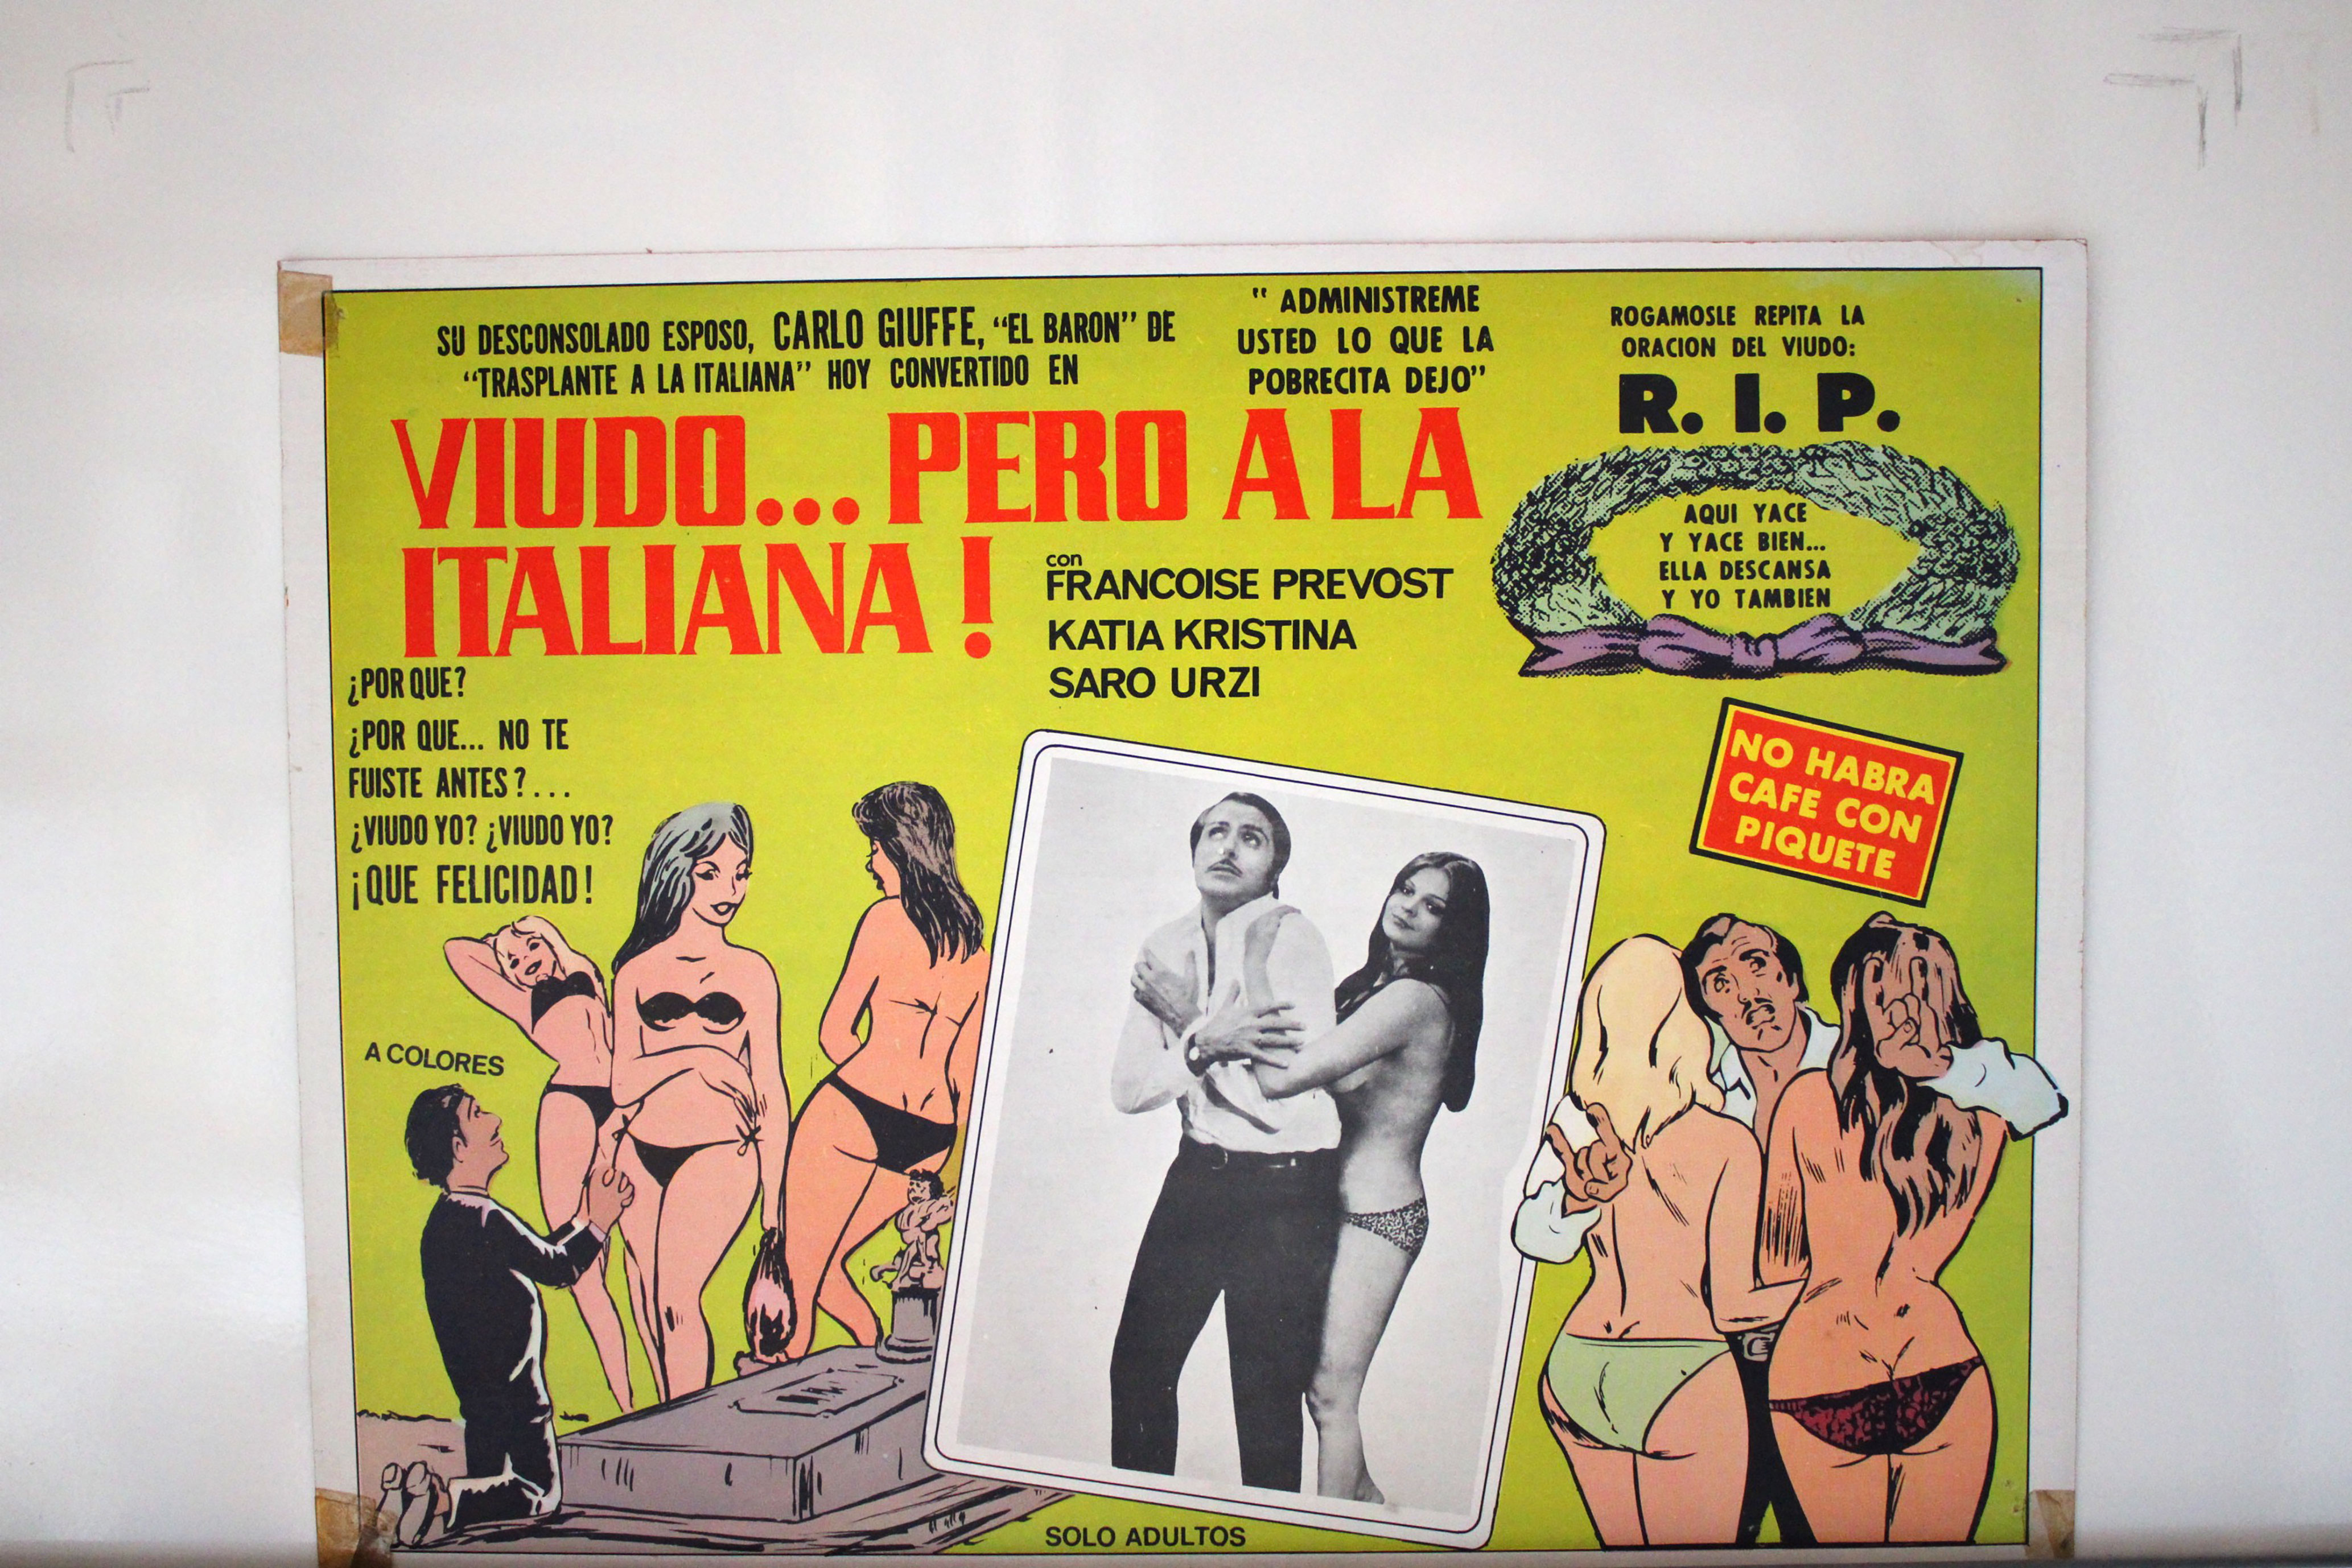 SU DESCONSOLADO ESPOSO, CARLO GIUFFE, “EL BARON” DE
“TRASPLANTE A LA ITALIANA” HOY CONVERTIDO EN
“ ADMINISTREME
USTED LO QUE LA
POBRECITA DEJO”
ROGAMOSLE REPITA LA
ORACION DEL VIUDO:
R. I. P.
VIUDO... PERO A LA
ITALIANA!
AQUI YACE
Y YACE BIEN...
ELLA DESCANSA
Y YO TAMBIEN
con
FRANCOISE PREVOST
KATIA KRISTINA
SARO URZI
¿POR QUE?
¿POR QUE... NO TE
FUISTE ANTES?...
¿VIUDO YO? ¿VIUDO YO?
¡QUE FELICIDAD!
NO HABRA
CAFE CON
PIQUETE
A COLORES
SOLO ADULTOS